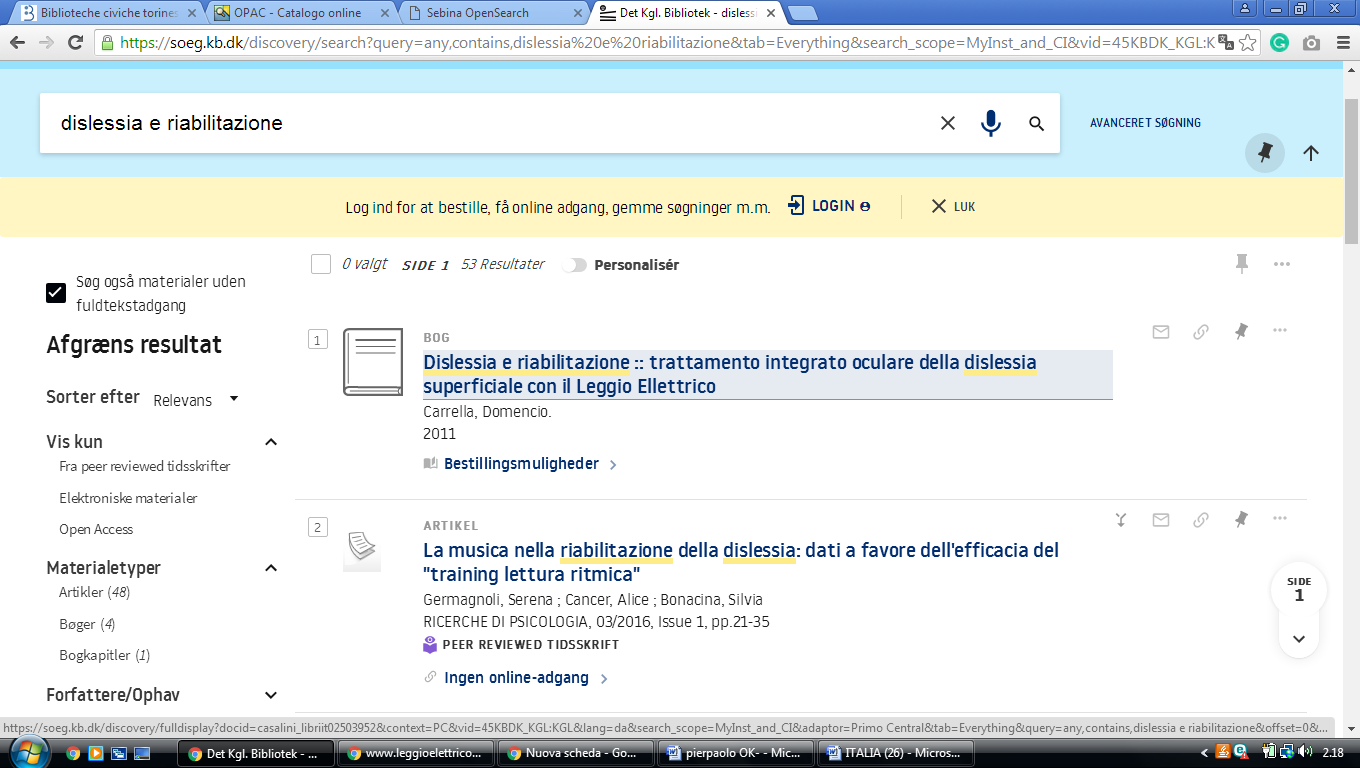 Biblioteche civiche torines
OPAC - Catalogo online
Sebina OpenSearch
Det Kgl. Bibliotek - dislessi
https://soeg.kb.dk/discovery/search?query=any,contains,dislessia%20e%20riabilitazione&tab=Everything&search_scope=MyInst_and_CI&vid=45KBDK_KGL:K
dislessia e riabilitazione
AVANCERET SØGNING
Log ind for at bestille, få online adgang, gemme søgninger m.m.
LOGIN
LUK
0 valgt SIDE 1 53 Resultater
Personalisér
Søg også materialer uden
fuldtekstadgang
Afgræns resultat
Sorter efter Relevans
Vis kun
Fra peer reviewed tidsskrifter
Elektroniske materialer
Open Access
Materialetyper
Artikler (48)
Bøger (4)
Bogkapitler (1)
Forfattere/Ophav
1
BOG
Dislessia e riabilitazione :: trattamento integrato oculare della dislessia
superficiale con il Leggio Ellettrico
Carrella, Domencio.
2011
Bestillingsmuligheder
2
ARTIKEL
La musica nella riabilitazione della dislessia: dati a favore dell'efficacia del
"training lettura ritmica"
Germagnoli, Serena ; Cancer, Alice ; Bonacina, Silvia
RICERCHE DI PSICOLOGIA, 03/2016, Issue 1, pp.21-35
PEER REVIEWED TIDSSKRIFT
Ingen online-adgang
SIDE
1
https://soeg.kb.dk/discovery/fulldisplay?docid=casalini_libriit02503952&context=PC&vid=45KBDK_KGL:KGL&lang=da&search_scope=MyInst_and_CI&adaptor=Primo Central&tab=Everything&query=any,contains,dislessia e riabilitazione&offset=0&...
Det Kgl. Bibliotek - ...
www.leggioelettrico...
Nuova scheda - Go...
pierpaolo OK- - Mic...
ITALIA (26) - Micros...
2.18